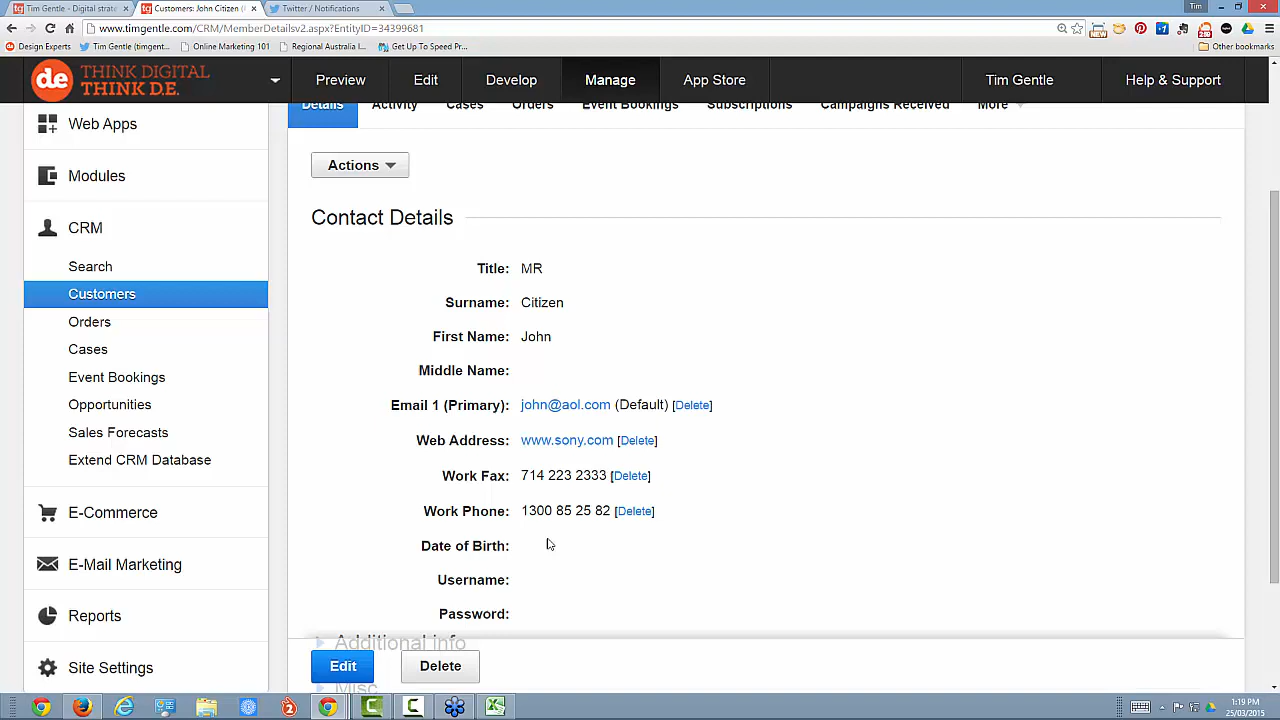 Tim Gentle - Digital strate
Customers: John Citizen (
Twitter / Notifications
Tim
www.timgentle.com/CRM/MemberDetailsv2.aspx?EntityID=34399681
Design Experts
Tim Gentle (timgent...
Online Marketing 101
Regional Australia I...
Get Up To Speed Pr...
Other bookmarks
de THINK DIGITAL
THINK D.E.
Preview
Edit
Develop
Manage
App Store
Tim Gentle
Help & Support
Details
Activity
Cases
Orders
Event Bookings
Subscriptions
Campaigns Received
More
Web Apps
Modules
CRM
Search
Customers
Orders
Cases
Event Bookings
Opportunities
Sales Forecasts
Extend CRM Database
E-Commerce
E-Mail Marketing
Reports
Site Settings
Actions
Contact Details
Title: MR
Surname: Citizen
First Name: John
Middle Name:
Email 1 (Primary): john@aol.com (Default) [Delete]
Web Address: www.sony.com [Delete]
Work Fax: 714 223 2333 [Delete]
Work Phone: 1300 85 25 82 [Delete]
Date of Birth:
Username:
Password:
Additional Info
Edit
Delete
Misc
1:19 PM
25/03/2015